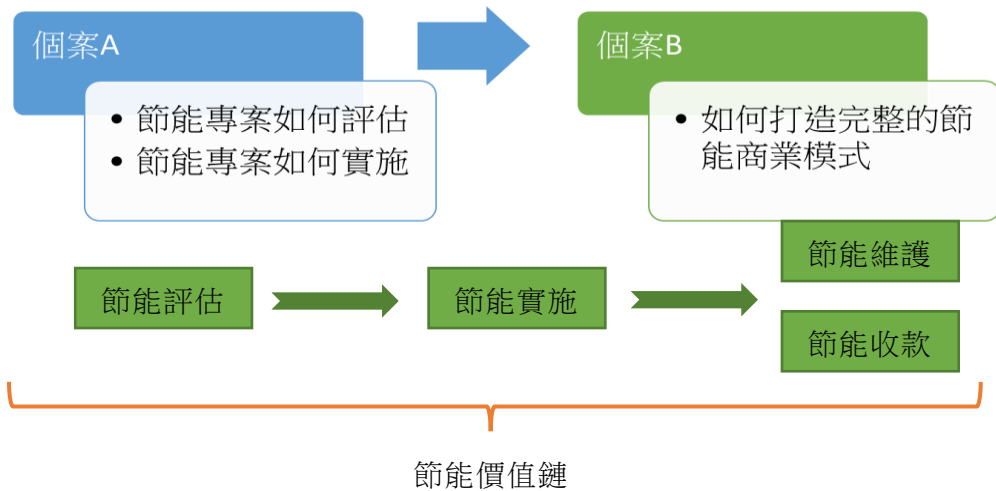 個案A
• 節能專案如何評估
• 節能專案如何實施
個案B
• 如何打造完整的節
能商業模式
節能評估
節能實施
節能維護
節能收款
節能價值鏈